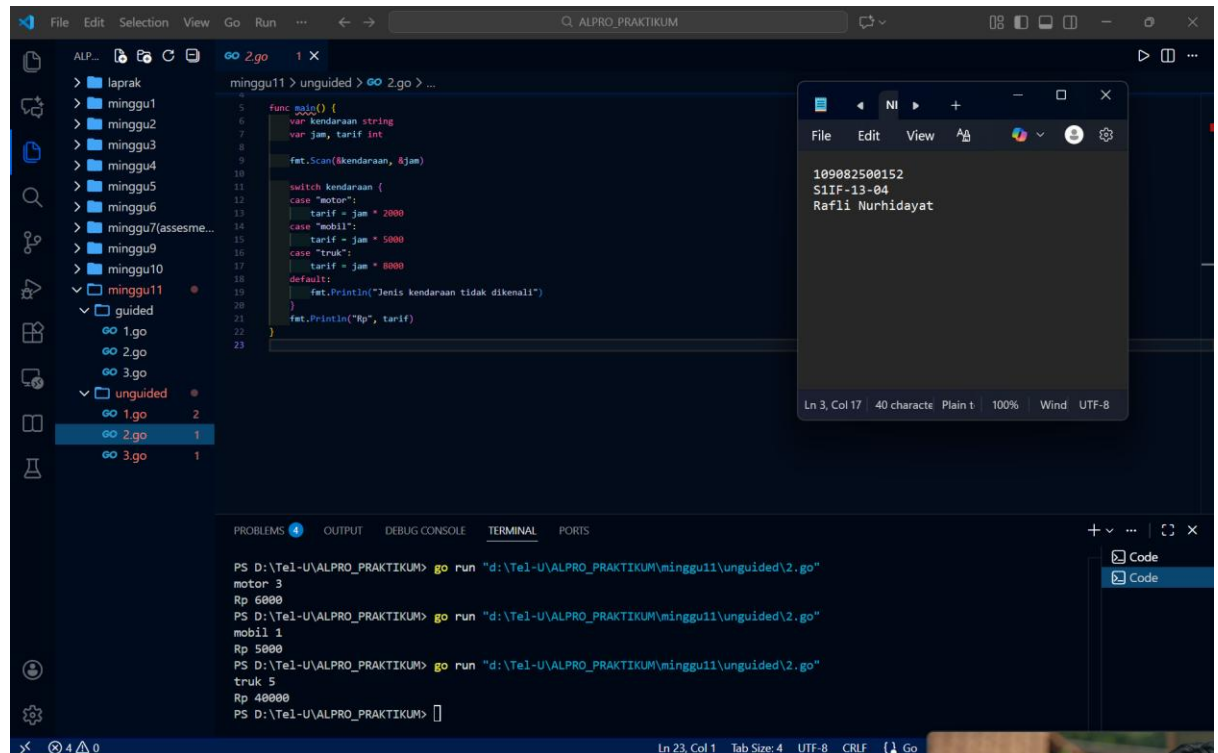 File Edit Selection View Go Run ··· ALPRO_PRAKTIKUM
ALP...
laprak
minggu1
minggu2
minggu3
minggu4
minggu5
minggu6
minggu7(assesme...
minggu9
minggu10
minggu11
guided
GO 1.go
GO 2.go
GO 3.go
unguided
GO 1.go 2
GO 2.go 1
GO 3.go 1
GO 2.go 1
minggu11 > unguided > GO 2.go > ...
5 func main() {
6 var kendaraan string
7 var jam, tarif int
8
9 fmt.Scan(&kendaraan, &jam)
10
11 switch kendaraan {
12 case "motor":
13 tarif = jam * 2000
14 case "mobil":
15 tarif = jam * 5000
16 case "truk":
17 tarif = jam * 8000
18 default:
19 fmt.Println("Jenis kendaraan tidak dikenali")
20 }
21 fmt.Println("Rp", tarif)
22 }
23
NI
File Edit View
109082500152
S1IF-13-04
Rafli Nurhidayat
Ln 3, Col 17 40 characte Plain t 100% Wind UTF-8
PROBLEMS 4 OUTPUT DEBUG CONSOLE TERMINAL PORTS
PS D:\Tel-U\ALPRO_PRAKTIKUM> go run "d:\Tel-U\ALPRO_PRAKTIKUM\minggu11\unguided\2.go"
motor 3
Rp 6000
PS D:\Tel-U\ALPRO_PRAKTIKUM> go run "d:\Tel-U\ALPRO_PRAKTIKUM\minggu11\unguided\2.go"
mobil 1
Rp 5000
PS D:\Tel-U\ALPRO_PRAKTIKUM> go run "d:\Tel-U\ALPRO_PRAKTIKUM\minggu11\unguided\2.go"
truk 5
Rp 40000
PS D:\Tel-U\ALPRO_PRAKTIKUM>
Code
Code
4 0 Ln 23, Col 1 Tab Size: 4 UTF-8 CRLF Go